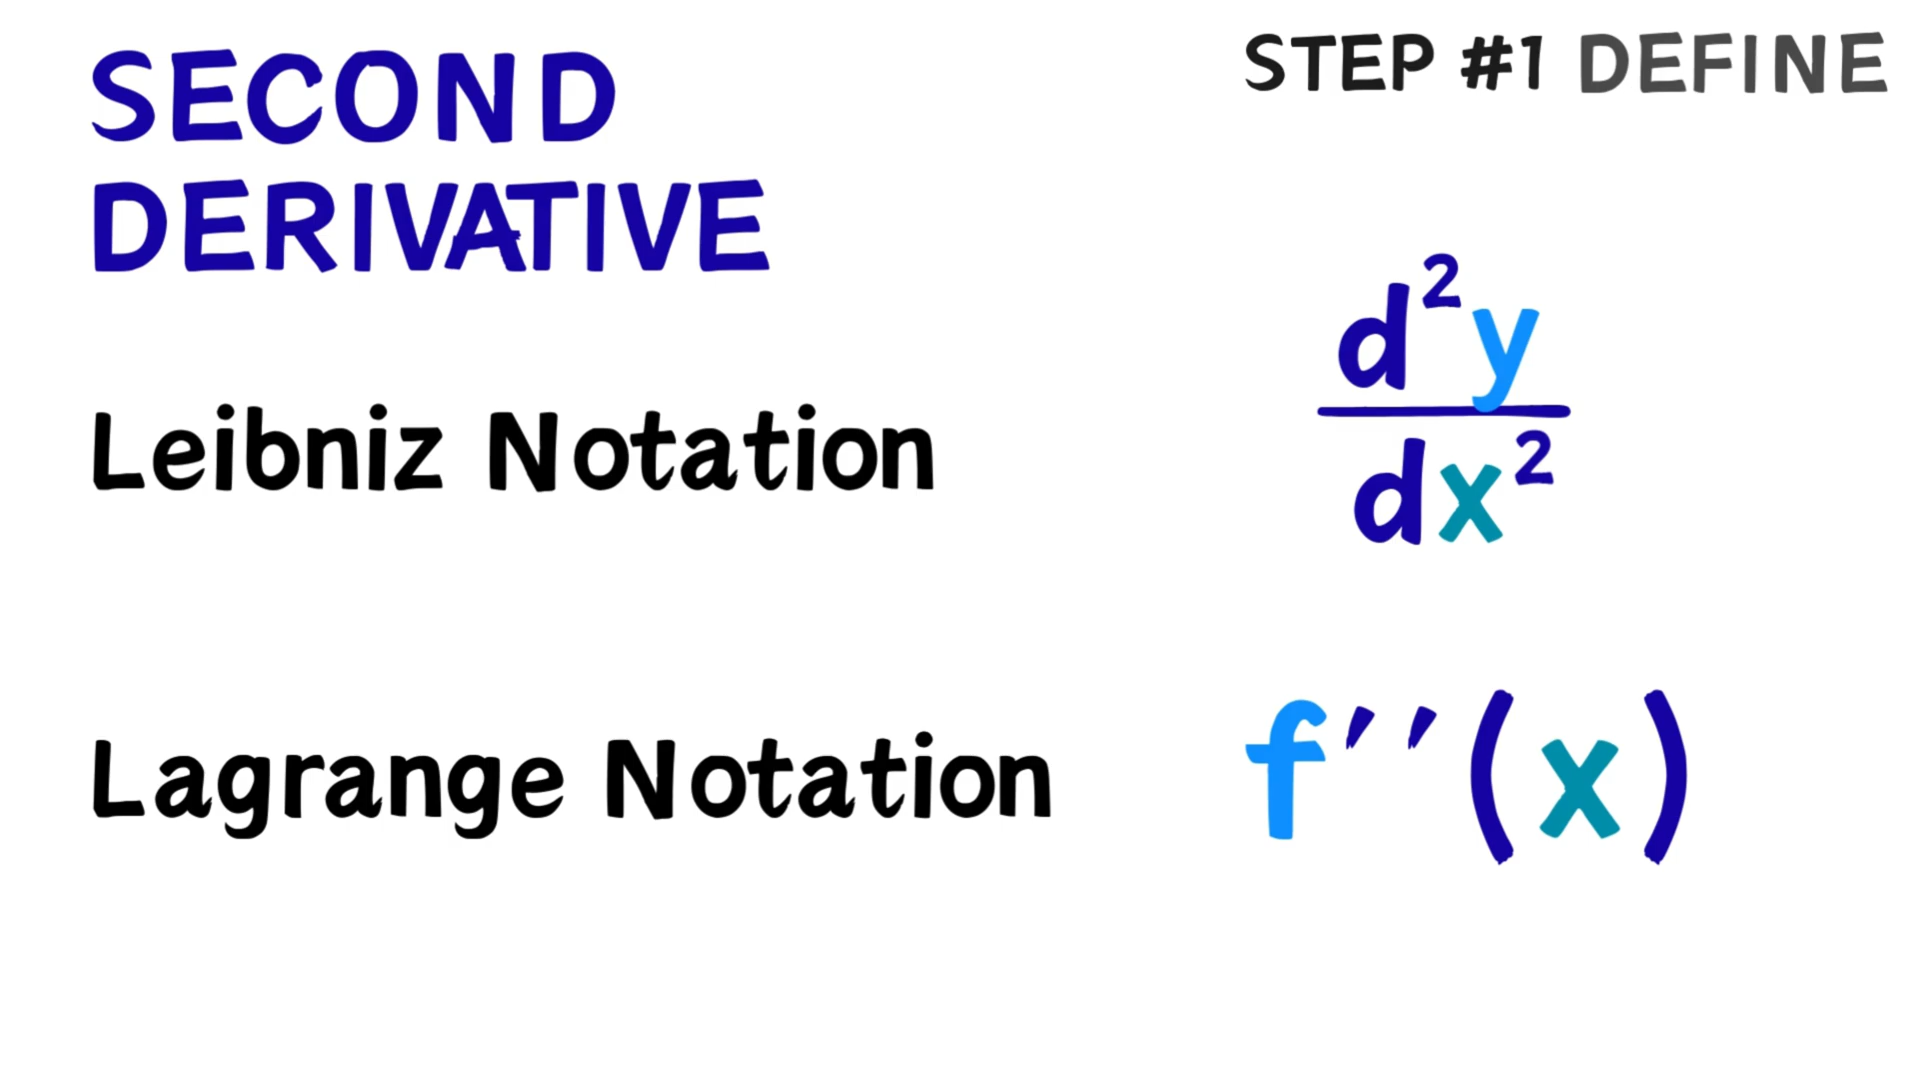 SECOND
DERIVATIVE
STEP #1 DEFINE
Leibniz Notation
d²y
dx²
Lagrange Notation
f′′(x)